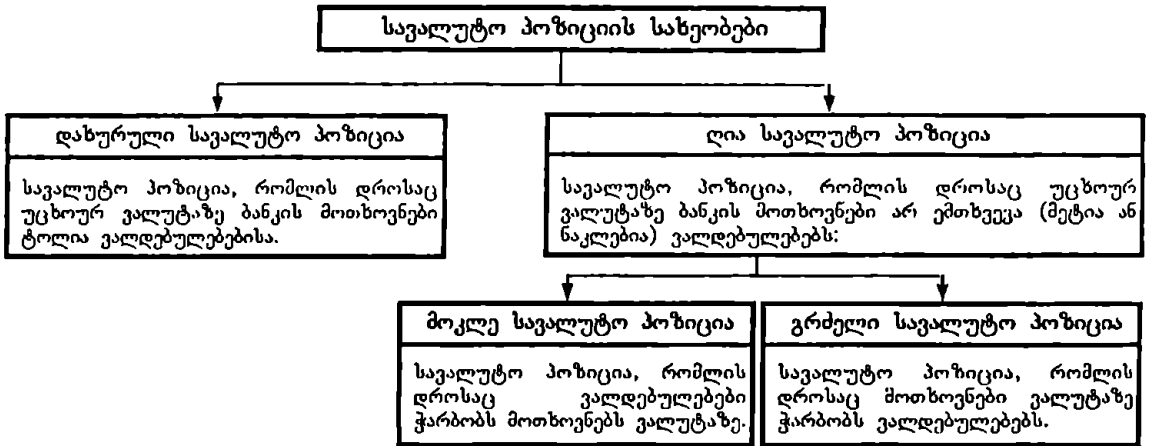 სავალუტო პოზიციის სახეობები
დახურული სავალუტო პოზიცია
სავალუტო პოზიცია, რომლის დროსაც
უცხოურ ვალუტაზე ბანკის მოთხოვნები
ტოლია ვალდებულებებისა.
ღია სავალუტო პოზიცია
სავალუტო პოზიცია, რომლის დროსაც უცხოურ
ვალუტაზე ბანკის მოთხოვნები არ ემთხვევა (მეტია ან
ნაკლებია) ვალდებულებებს:
მოკლე სავალუტო პოზიცია
სავალუტო პოზიცია, რომლის
დროსაც ვალდებულებები
ჭარბობს მოთხოვნებს ვალუტაზე.
გრძელი სავალუტო პოზიცია
სავალუტო პოზიცია, რომლის
დროსაც მოთხოვნები ვალუტაზე
ჭარბობს ვალდებულებებს.